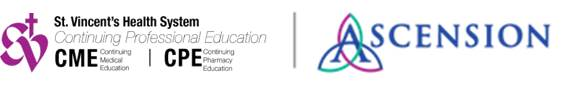 St. Vincent's Health System
Continuing Professional Education
CME Continuing Medical Education | CPE Continuing Pharmacy Education
ASCENSION